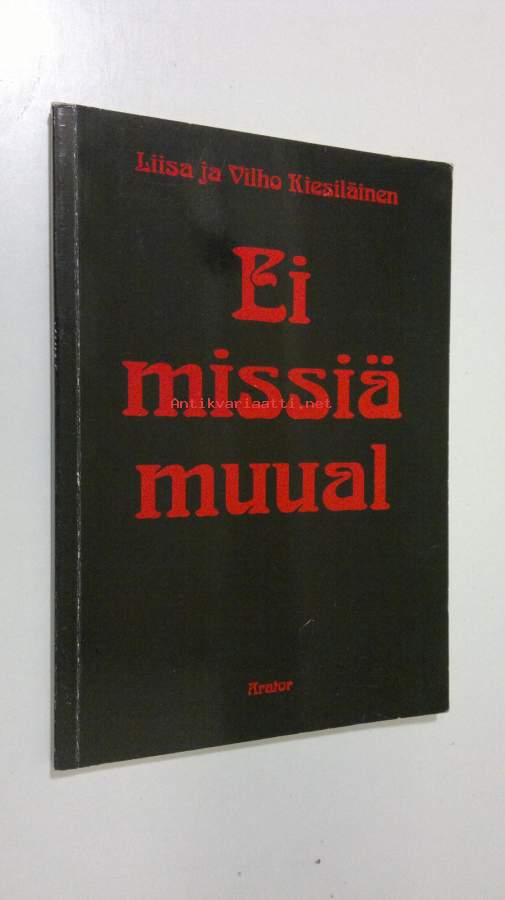 Liisa ja Vilho Kiesiläinen
Ei
missiä
Antikvariaatti.net
muual
Arator